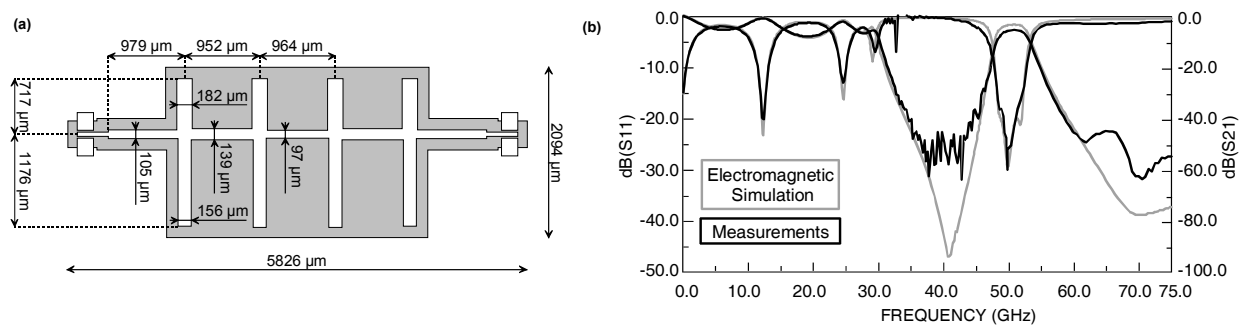 (a)
979 µm 952 µm 964 µm
717 µm
182 µm
1176 µm
105 µm
139 µm
97 µm
156 µm
2094 µm
5826 µm
(b)
0.0
-10.0
-20.0
-30.0
-40.0
-50.0
dB(S11)
Electromagnetic
Simulation
Measurements
0.0
-20.0
-40.0
-60.0
-80.0
-100.0
dB(S21)
0.0 10.0 20.0 30.0 40.0 50.0 60.0 70.0 75.0
FREQUENCY (GHz)